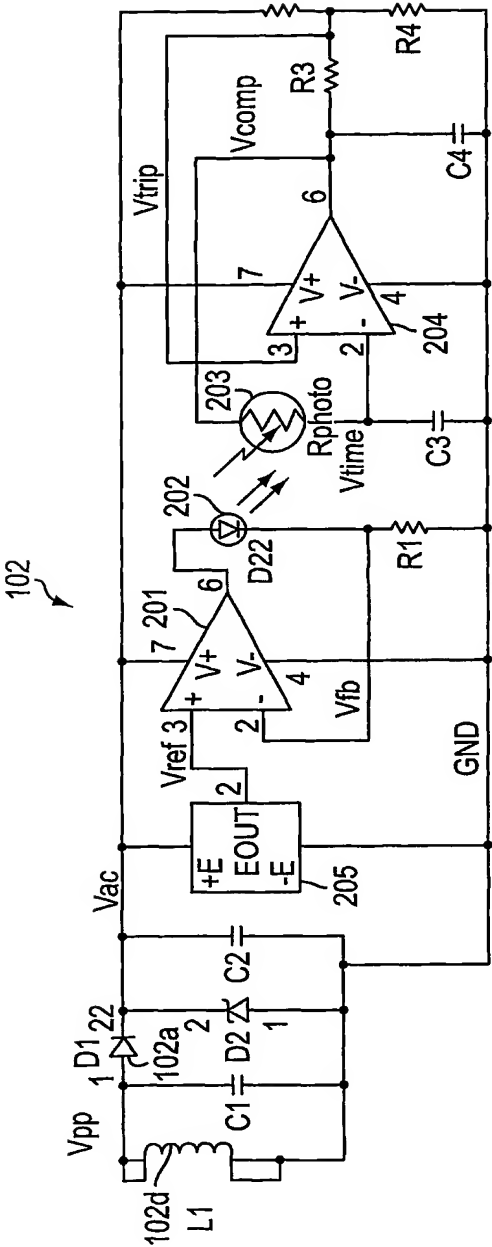 102
Vpp
D1
1
22
102a
Vac
102d
L1
C1
2
D2
1
C2
+E
EOUT
-E
2
205
Vref
3
2
+
-
V+
V-
7
4
6
201
Vfb
202
D22
R1
GND
203
Rphoto
Vtime
C3
Vtrip
Vcomp
3
2
+
-
V+
V-
7
4
6
204
R3
C4
R4